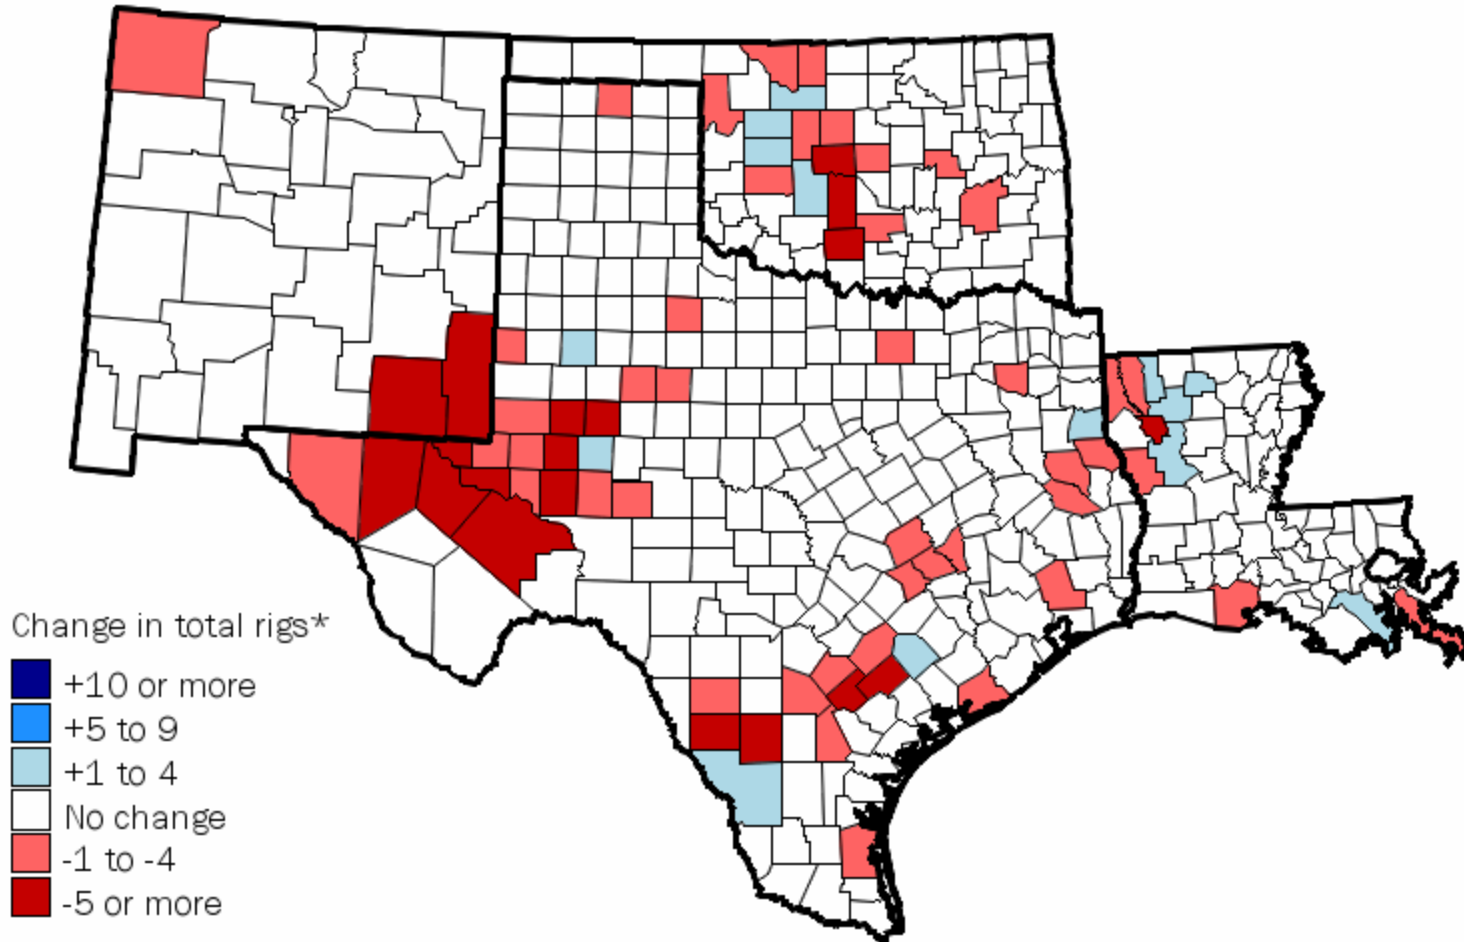 Change in total rigs*
+10 or more
+5 to 9
+1 to 4
No change
-1 to -4
-5 or more